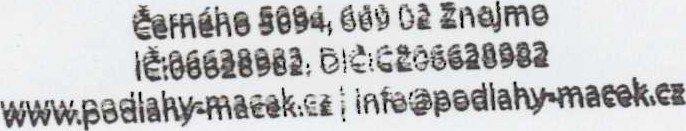 Černého 5094, 669 02 Znojmo
IČ:06628982, DIČ:CZ06628982
www.podlahy-macek.cz | info@podlahy-macek.cz